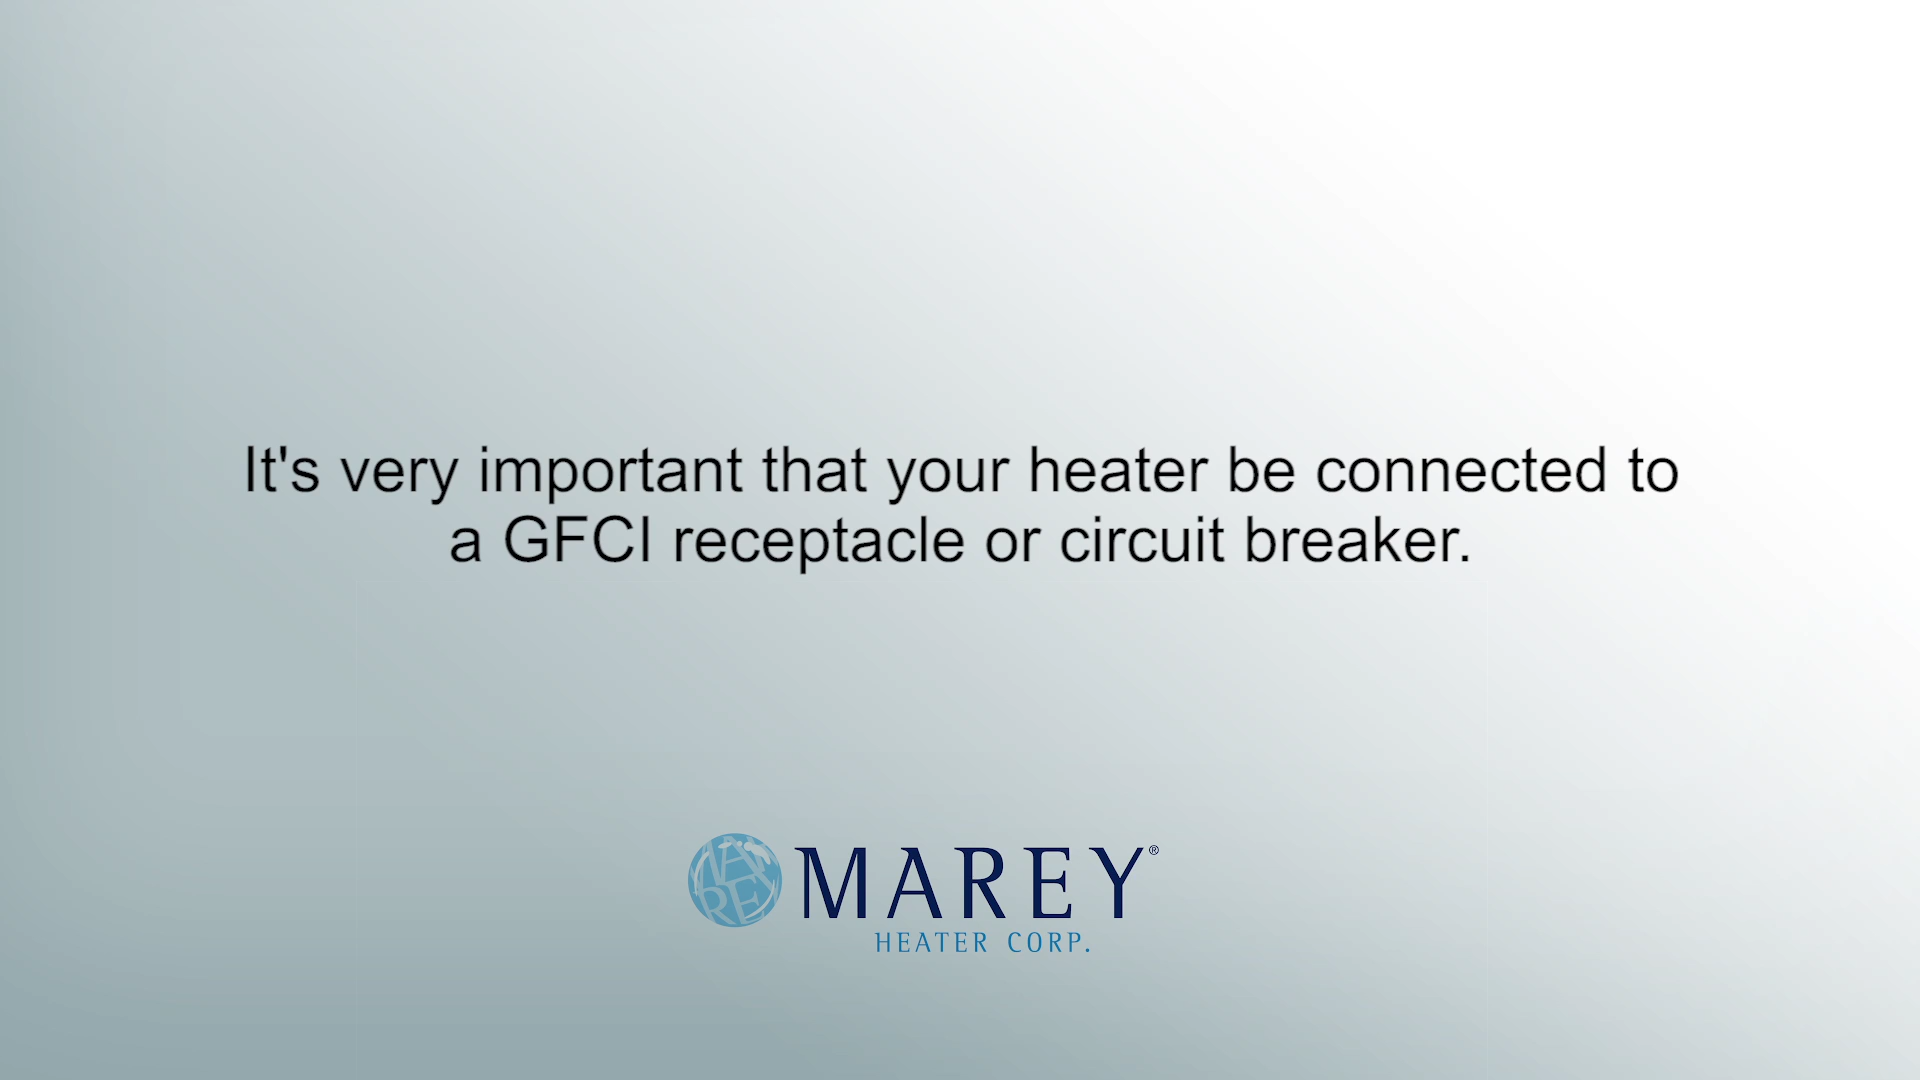 It's very important that your heater be connected to
a GFCI receptacle or circuit breaker.
MAREY®
HEATER CORP.